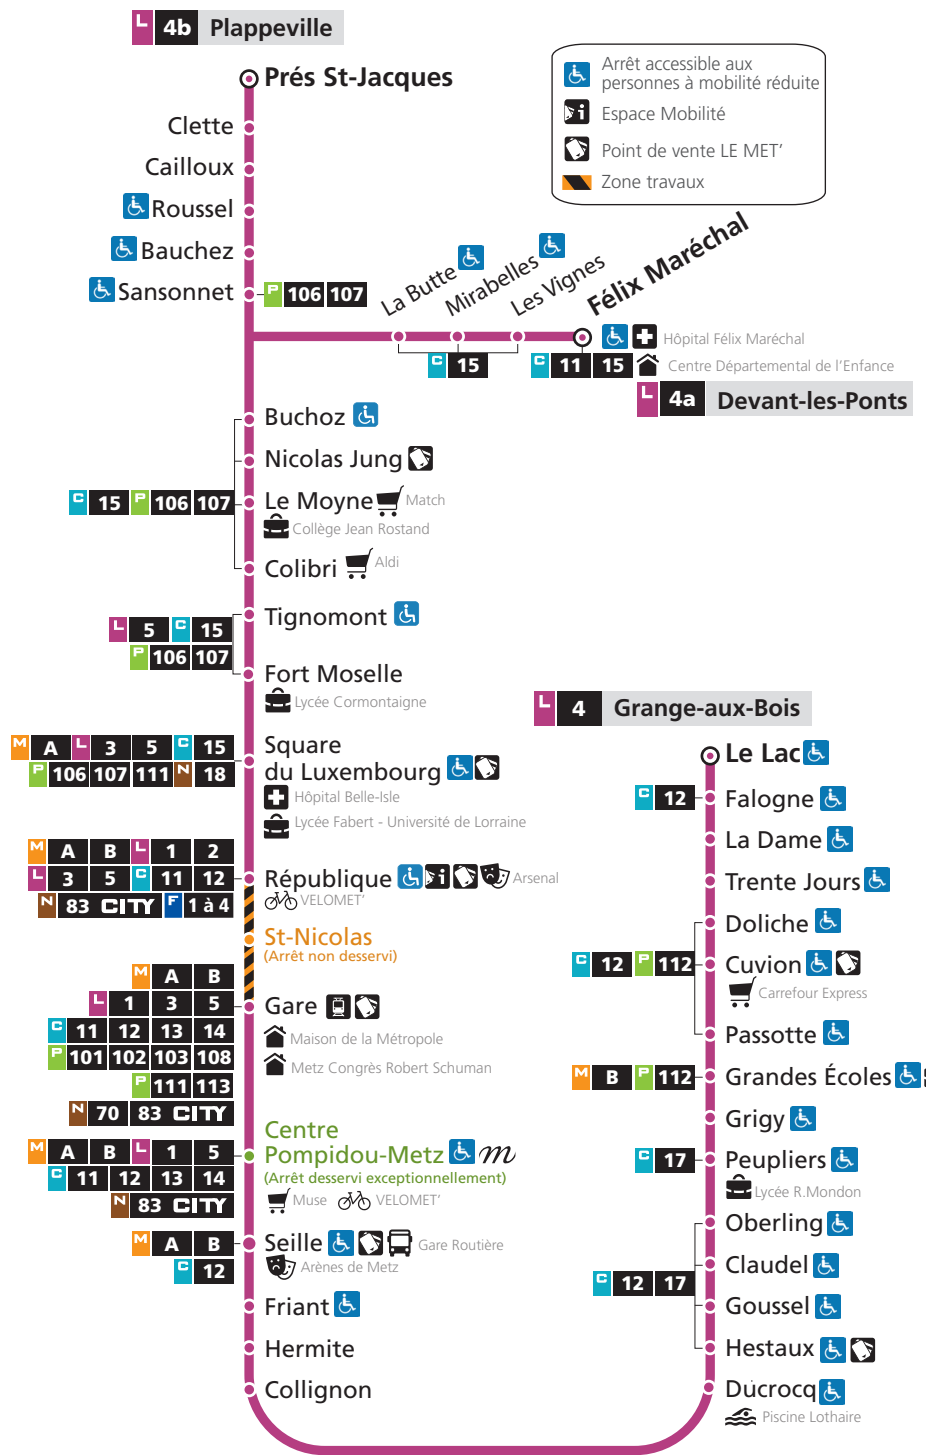 L 4b Plappeville
Prés St-Jacques
Clette
Cailloux
Roussel
Bauchez
Sansonnet
P 106 107
Arrêt accessible aux
personnes à mobilité réduite
Espace Mobilité
Point de vente LE MET'
Zone travaux
La Butte
Mirabelles
Les Vignes
Félix Maréchal
Hôpital Félix Maréchal
C 15
C 11 15
Centre Départemental de l'Enfance
L 4a Devant-les-Ponts
Buchoz
Nicolas Jung
C 15 P 106 107
Le Moyne
Match
Collège Jean Rostand
Colibri
Aldi
Tignomont
L 5 C 15
P 106 107
Fort Moselle
Lycée Cormontaigne
M A L 3 5 C 15
P 106 107 111 N 18
Square
du Luxembourg
Hôpital Belle-Isle
Lycée Fabert - Université de Lorraine
M A B L 1 2
L 3 5 C 11 12
N 83 CITY F 1 à 4
République
Arsenal
VELOMET'
St-Nicolas
(Arrêt non desservi)
M A B
L 1 3 5
C 11 12 13 14
P 101 102 103 108
P 111 113
N 70 83 CITY
Gare
Maison de la Métropole
Metz Congrès Robert Schuman
M A B L 1 5
C 11 12 13 14
N 83 CITY
Centre
Pompidou-Metz m
(Arrêt desservi exceptionnellement)
Muse
VELOMET'
M A B
C 12
Seille
Gare Routière
Arènes de Metz
Friant
Hermite
Collignon
L 4 Grange-aux-Bois
Le Lac
C 12
Falogne
La Dame
Trente Jours
Doliche
C 12 P 112
Cuvion
Carrefour Express
Passotte
M B P 112
Grandes Écoles
Grigy
C 17
Peupliers
Lycée R.Mondon
Oberling
Claudel
C 12 17
Goussel
Hestaux
Ducrocq
Piscine Lothaire